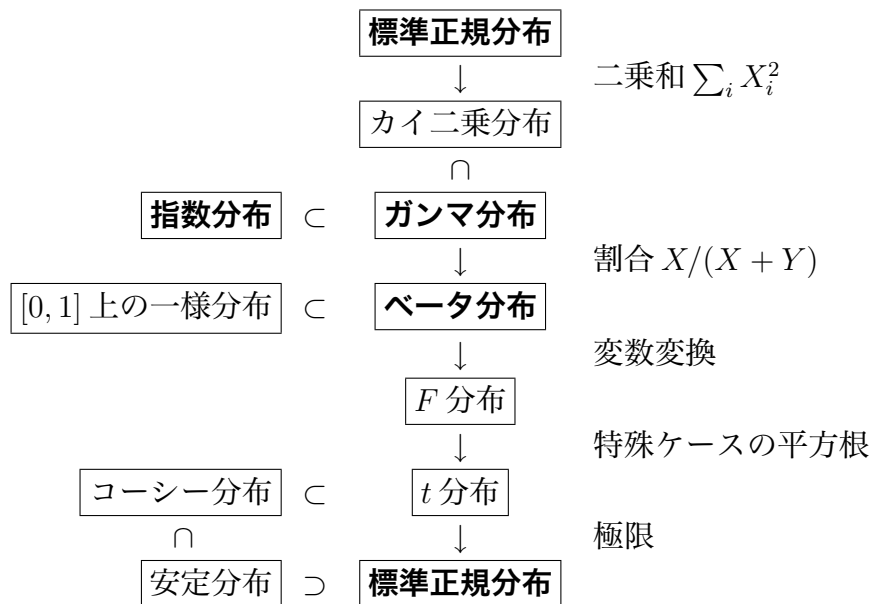 標準正規分布
↓ 二乗和 $\sum_i X_i^2$
カイ二乗分布
∩
指数分布 ⊂ ガンマ分布
↓ 割合 $X/(X+Y)$
[0, 1] 上の一様分布 ⊂ ベータ分布
↓ 変数変換
F 分布
↓ 特殊ケースの平方根
コーシー分布 ⊂ t 分布
∩ ↓ 極限
安定分布 ⊃ 標準正規分布